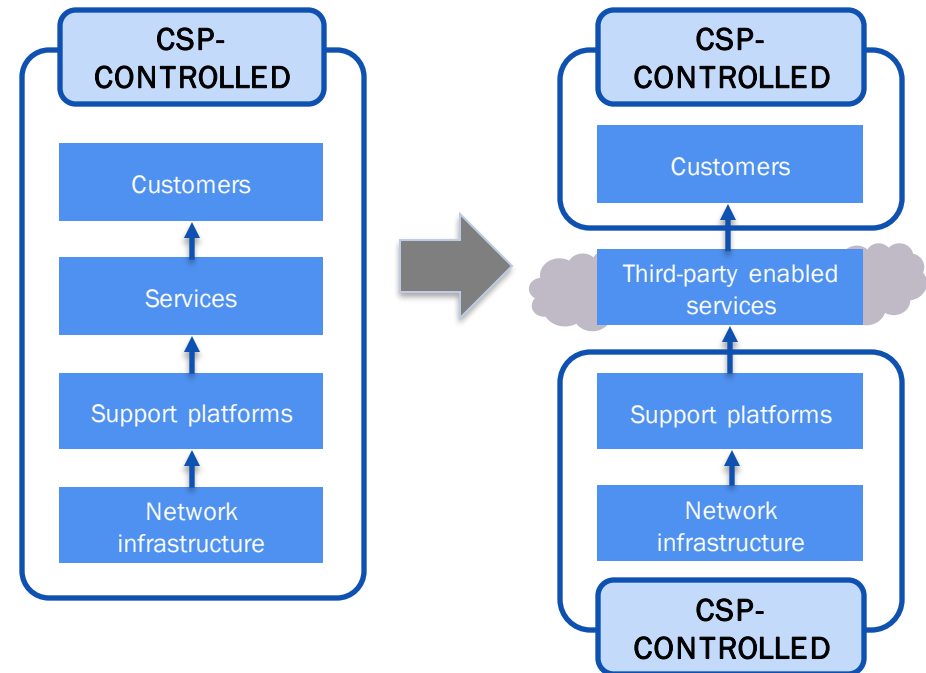 CSP-
CONTROLLED
Customers
Services
Support platforms
Network
infrastructure
CSP-
CONTROLLED
Customers
Third-party enabled
services
Support platforms
Network
infrastructure
CSP-
CONTROLLED